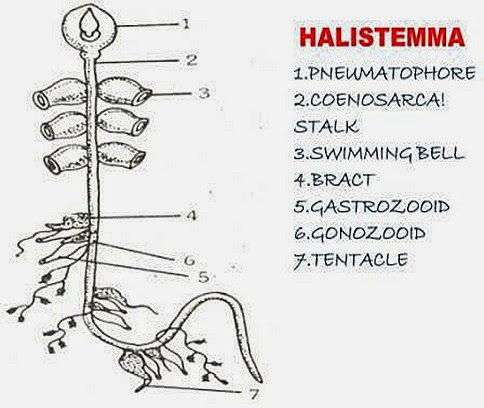 HALISTEMMA
1.PNEUMATOPHORE
2.COENOSARCA!
STALK
3.SWIMMING BELL
4.BRACT
5.GASTROZOOID
6.GONOZOOID
7.TENTACLE
1
2
3
4
6
5
7